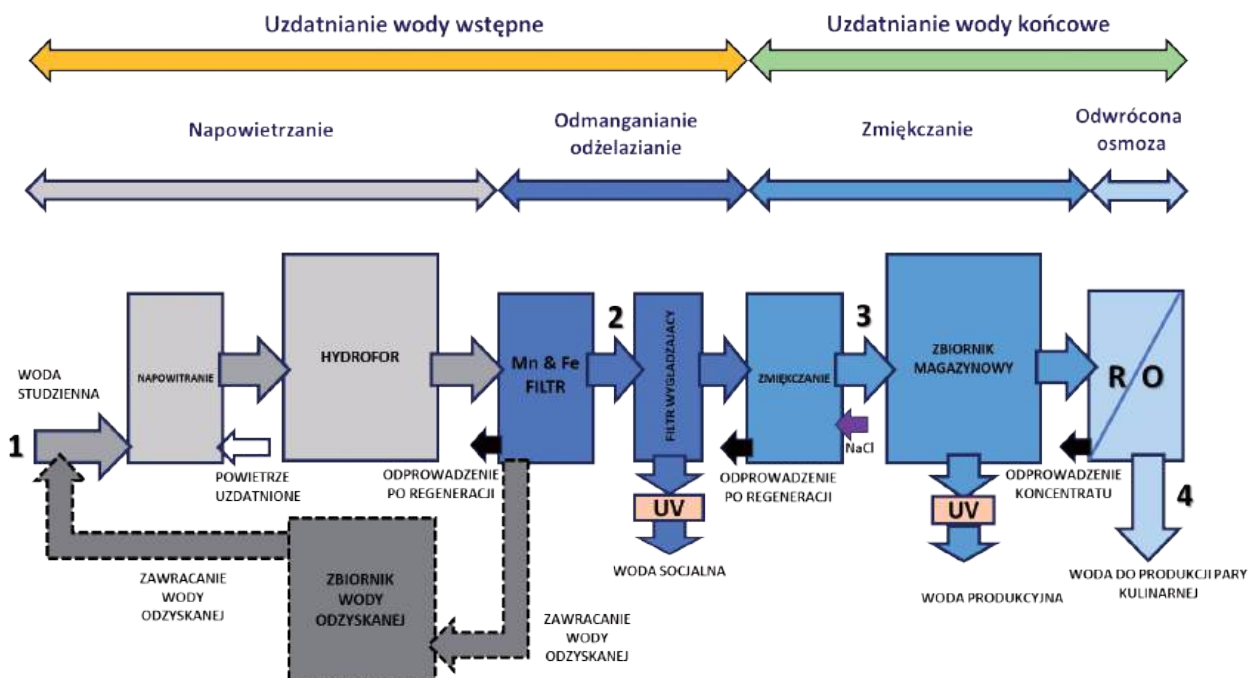 Uzdatnianie wody wstępne
Uzdatnianie wody końcowe
Napowietrzanie
Odmanganianie
odżelazianie
Zmiękczanie
Odwrócona
osmoza
WODA
STUDZIENNA
1
NAPOWITRANIE
POWIETRZE
UZDATNIONE
HYDROFOR
Mn & Fe
FILTR
ODPROWADZENIE
PO REGENERACJI
2
FILTR WYGŁADZAJĄCY
UV
WODA SOCJALNA
ZMIĘKCZANIE
ODPROWADZENIE
PO REGENERACJI
3
NaCl
ZBIORNIK
MAGAZYNOWY
UV
WODA PRODUKCYJNA
ODPROWADZENIE
KONCENTRATU
R/O
4
WODA DO PRODUKCJI PARY
KULINARNEJ
ZAWRACANIE
WODY
ODZYSKANEJ
ZBIORNIK
WODY
ODZYSKANEJ
ZAWRACANIE
WODY
ODZYSKANEJ